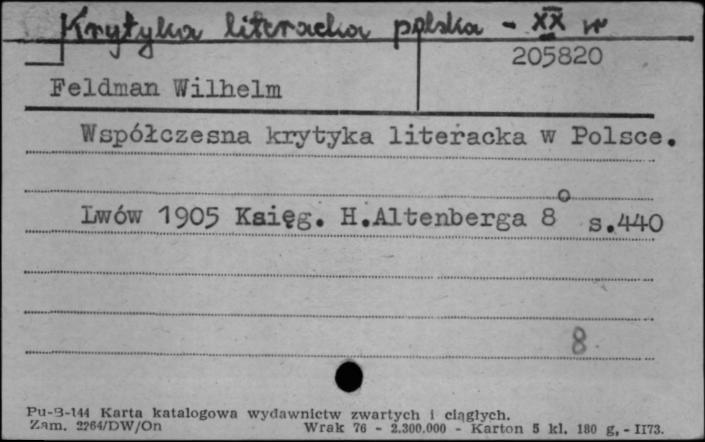 Krytyka literacka polska - XX w
205820
Feldman Wilhelm
Współczesna krytyka literacka w Polsce.
Lwów 1905 Księg. H.Altenberga 8° s.440
8
Pu-B-144 Karta katalogowa wydawnictw zwartych i ciągłych.
Zam. 2264/DW/On Wrak 76 - 2.300.000 - Karton 5 kl. 180 g, - II73.